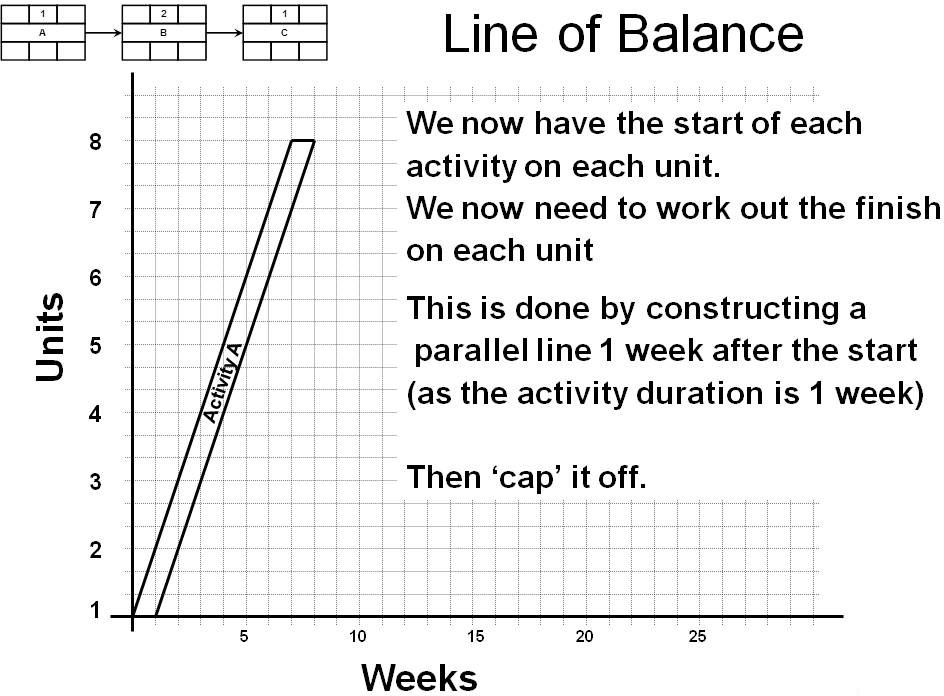 1 2 1
A B C
Line of Balance
We now have the start of each
activity on each unit.
We now need to work out the finish
on each unit
This is done by constructing a
parallel line 1 week after the start
(as the activity duration is 1 week)
Then ‘cap’ it off.
Units
8
7
6
5
4
3
2
1
Activity A
5 10 15 20 25
Weeks